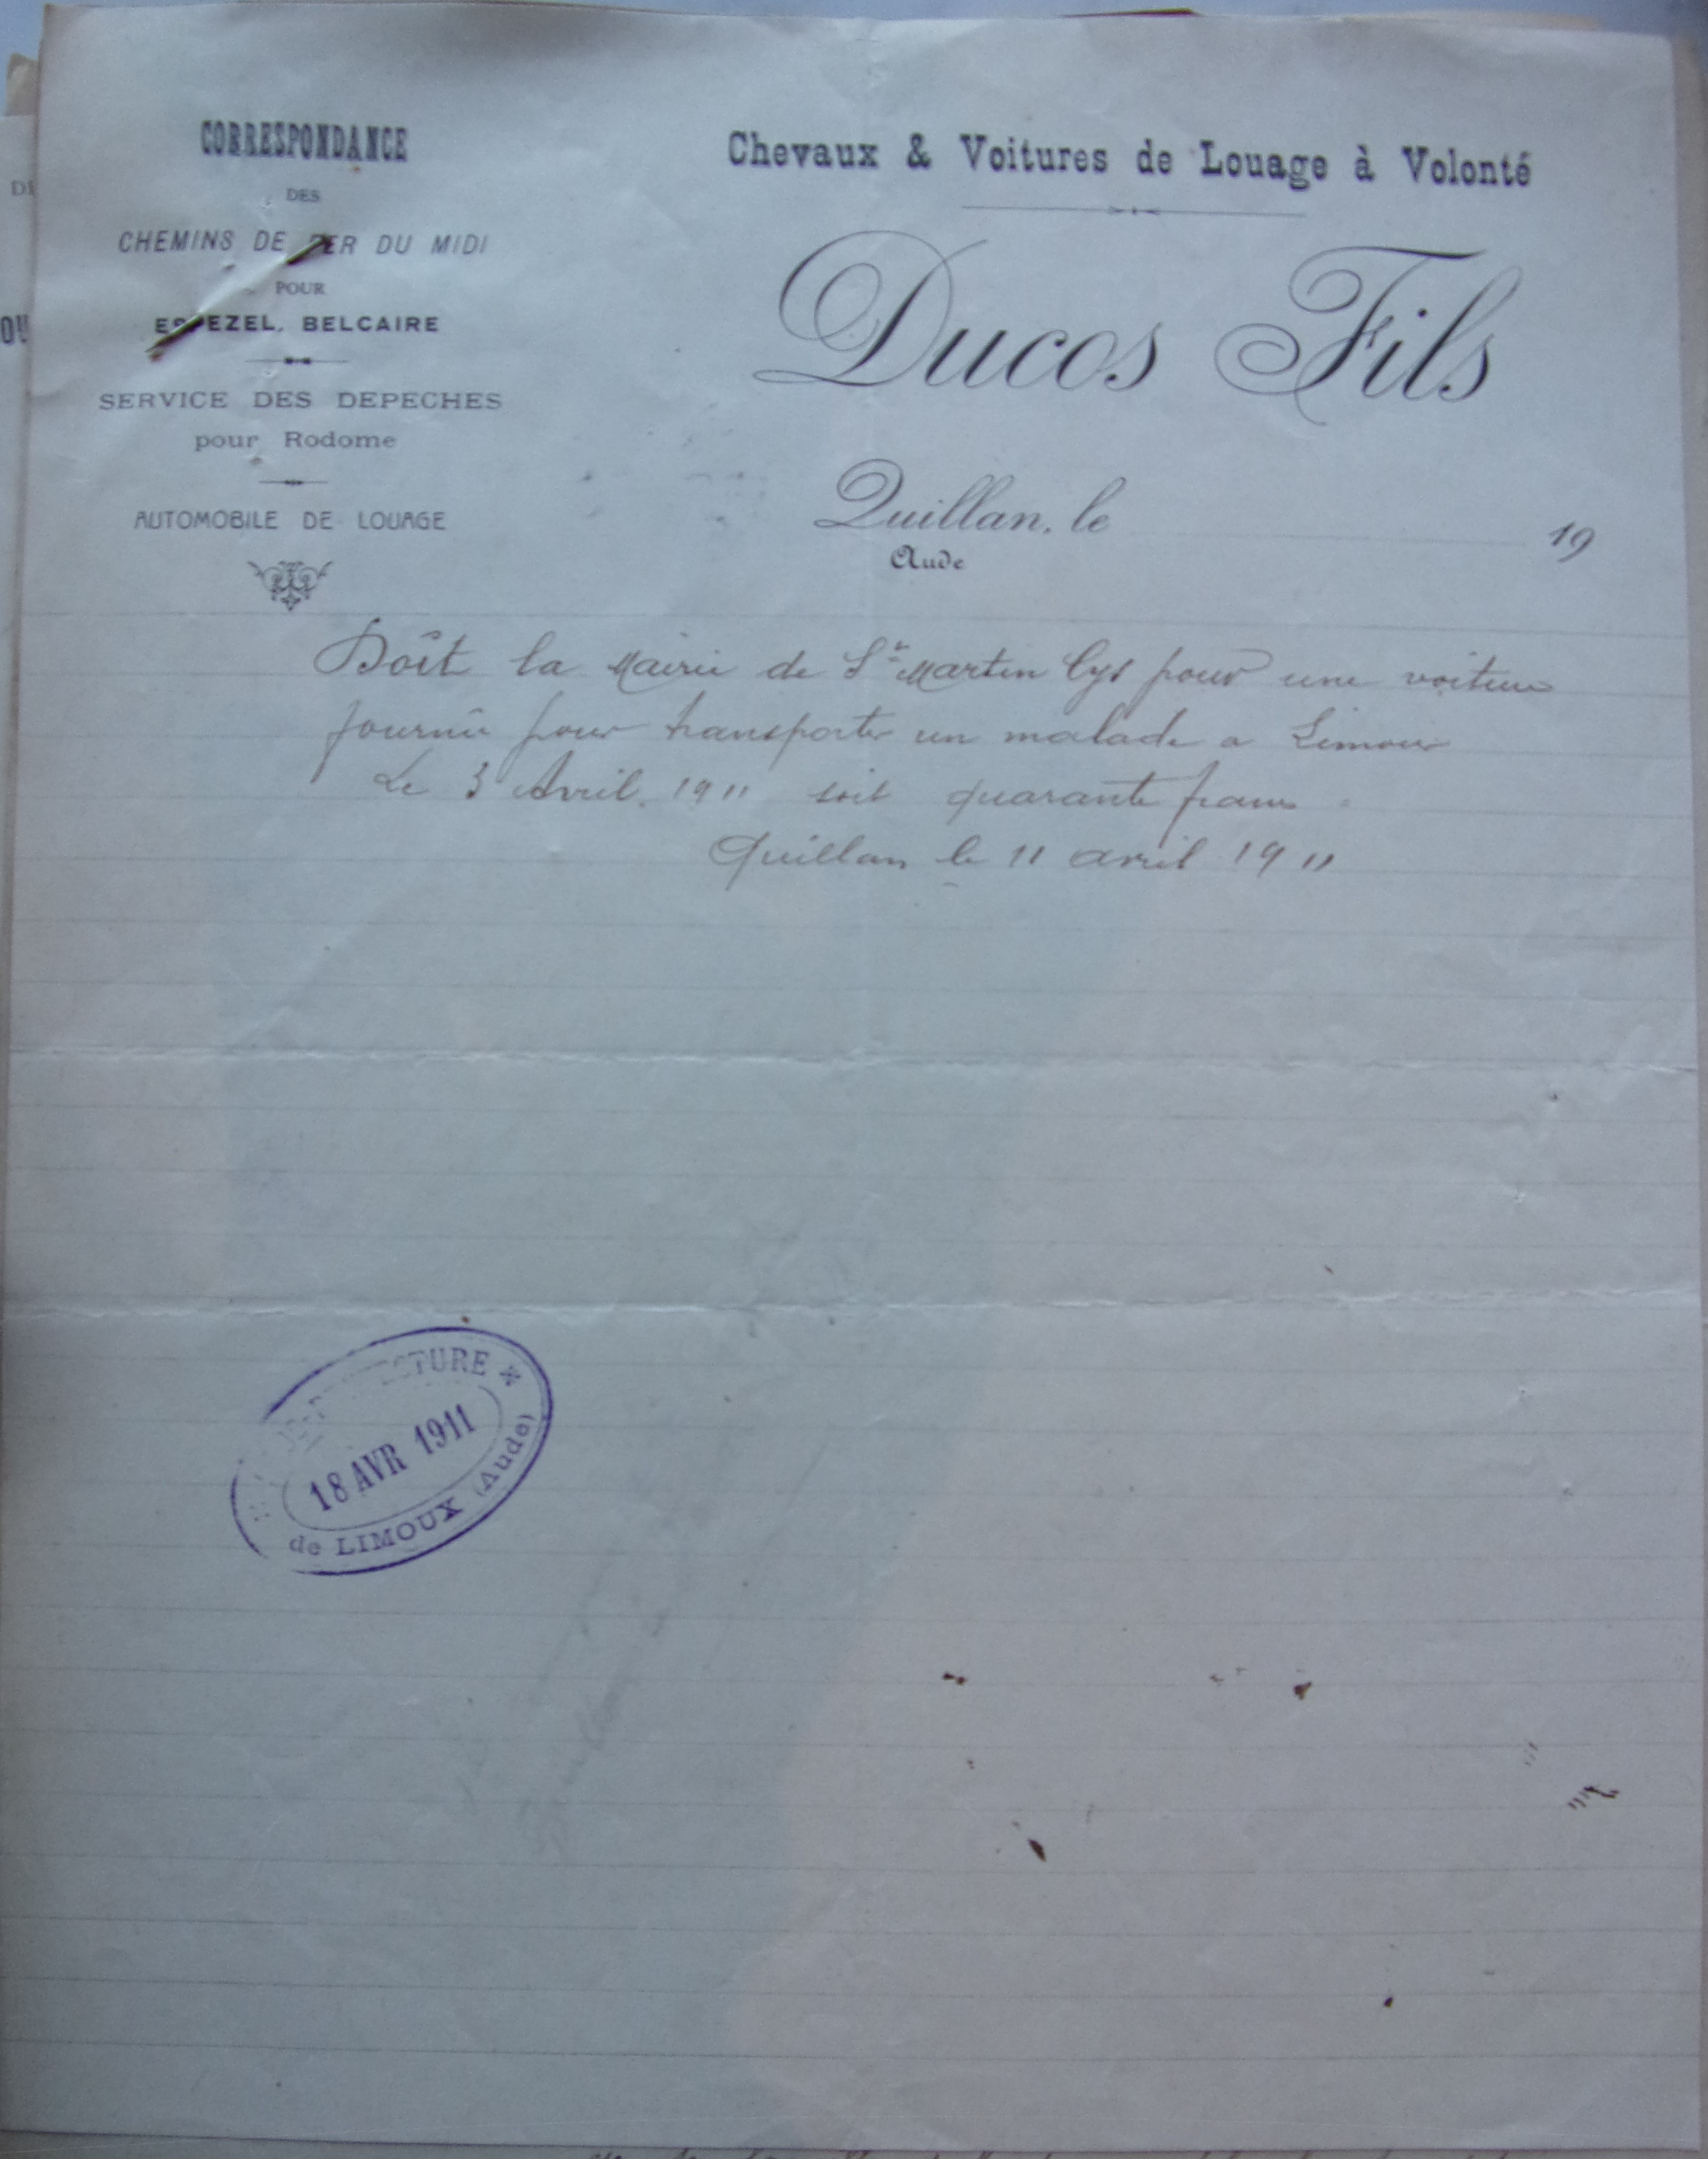 CORRESPONDANCE
DES
CHEMINS DE FER DU MIDI
POUR
ESPEZEL, BELCAIRE
SERVICE DES DEPECHES
pour Rodome
AUTOMOBILE DE LOUAGE
Chevaux & Voitures de Louage à Volonté
Ducos Fils
Quillan, le 19
Aude
Doit la Mairie de St Martin Lys pour une voiture
fournie pour transporter un malade a Limoux
Le 3 Avril 1911 soit quarante francs
Quillan le 11 avril 1911
18 AVR 1911
de LIMOUX (Aude)